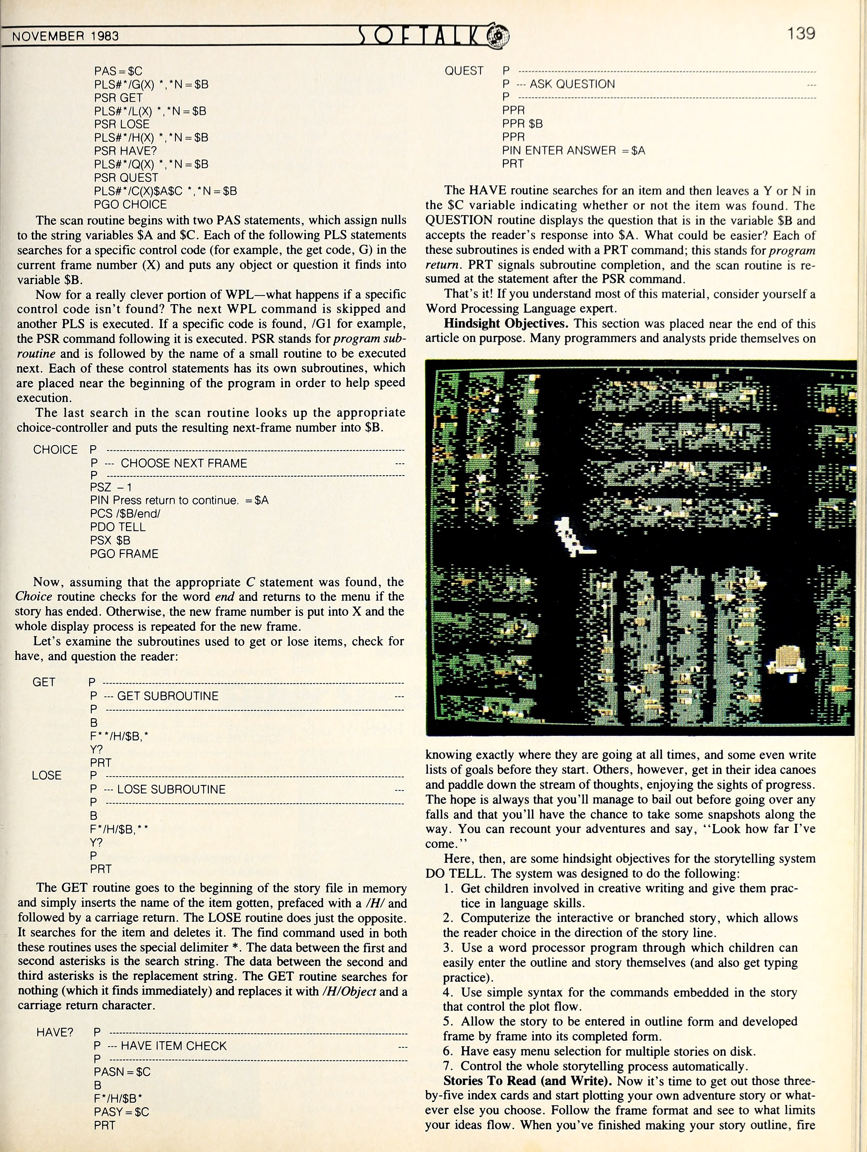 NOVEMBER 1983
SOFTALK
139
PAS = $C
PLS#*/G(X) *,*N = $B
PSR GET
PLS#*/L(X) *,*N = $B
PSR LOSE
PLS#*/H(X) *,*N = $B
PSR HAVE?
PLS#*/Q(X) *,*N = $B
PSR QUEST
PLS#*/C(X)$A$C *,*N = $B
PGO CHOICE
The scan routine begins with two PAS statements, which assign nulls
to the string variables $A and $C. Each of the following PLS statements
searches for a specific control code (for example, the get code, G) in the
current frame number (X) and puts any object or question it finds into
variable $B.
Now for a really clever portion of WPL—what happens if a specific
control code isn't found? The next WPL command is skipped and
another PLS is executed. If a specific code is found, /G1 for example,
the PSR command following it is executed. PSR stands for program sub-
routine and is followed by the name of a small routine to be executed
next. Each of these control statements has its own subroutines, which
are placed near the beginning of the program in order to help speed
execution.
The last search in the scan routine looks up the appropriate
choice-controller and puts the resulting next-frame number into $B.
CHOICE P ------------------------------------------------
P --- CHOOSE NEXT FRAME ---
P ------------------------------------------------
PSZ – 1
PIN Press return to continue. = $A
PCS /$B/end/
PDO TELL
PSX $B
PGO FRAME
Now, assuming that the appropriate C statement was found, the
Choice routine checks for the word end and returns to the menu if the
story has ended. Otherwise, the new frame number is put into X and the
whole display process is repeated for the new frame.
Let's examine the subroutines used to get or lose items, check for
have, and question the reader:
GET P ------------------------------------------------
P --- GET SUBROUTINE ---
P ------------------------------------------------
B
F**/H/$B,*
Y?
PRT
LOSE P ------------------------------------------------
P --- LOSE SUBROUTINE ---
P ------------------------------------------------
B
F*/H/$B,**
Y?
P
PRT
The GET routine goes to the beginning of the story file in memory
and simply inserts the name of the item gotten, prefaced with a /H/ and
followed by a carriage return. The LOSE routine does just the opposite.
It searches for the item and deletes it. The find command used in both
these routines uses the special delimiter *. The data between the first and
second asterisks is the search string. The data between the second and
third asterisks is the replacement string. The GET routine searches for
nothing (which it finds immediately) and replaces it with /H/Object and a
carriage return character.
HAVE? P ------------------------------------------------
P --- HAVE ITEM CHECK ---
P ------------------------------------------------
PASN = $C
B
F*/H/$B*
PASY = $C
PRT
QUEST P ------------------------------------------------
P --- ASK QUESTION ---
P ------------------------------------------------
PPR
PPR $B
PPR
PIN ENTER ANSWER = $A
PRT
The HAVE routine searches for an item and then leaves a Y or N in
the $C variable indicating whether or not the item was found. The
QUESTION routine displays the question that is in the variable $B and
accepts the reader's response into $A. What could be easier? Each of
these subroutines is ended with a PRT command; this stands for program
return. PRT signals subroutine completion, and the scan routine is re-
sumed at the statement after the PSR command.
That's it! If you understand most of this material, consider yourself a
Word Processing Language expert.
Hindsight Objectives. This section was placed near the end of this
article on purpose. Many programmers and analysts pride themselves on
knowing exactly where they are going at all times, and some even write
lists of goals before they start. Others, however, get in their idea canoes
and paddle down the stream of thoughts, enjoying the sights of progress.
The hope is always that you'll manage to bail out before going over any
falls and that you'll have the chance to take some snapshots along the
way. You can recount your adventures and say, "Look how far I've
come."
Here, then, are some hindsight objectives for the storytelling system
DO TELL. The system was designed to do the following:
1. Get children involved in creative writing and give them prac-
tice in language skills.
2. Computerize the interactive or branched story, which allows
the reader choice in the direction of the story line.
3. Use a word processor program through which children can
easily enter the outline and story themselves (and also get typing
practice).
4. Use simple syntax for the commands embedded in the story
that control the plot flow.
5. Allow the story to be entered in outline form and developed
frame by frame into its completed form.
6. Have easy menu selection for multiple stories on disk.
7. Control the whole storytelling process automatically.
Stories To Read (and Write). Now it's time to get out those three-
by-five index cards and start plotting your own adventure story or what-
ever else you choose. Follow the frame format and see to what limits
your ideas flow. When you've finished making your story outline, fire